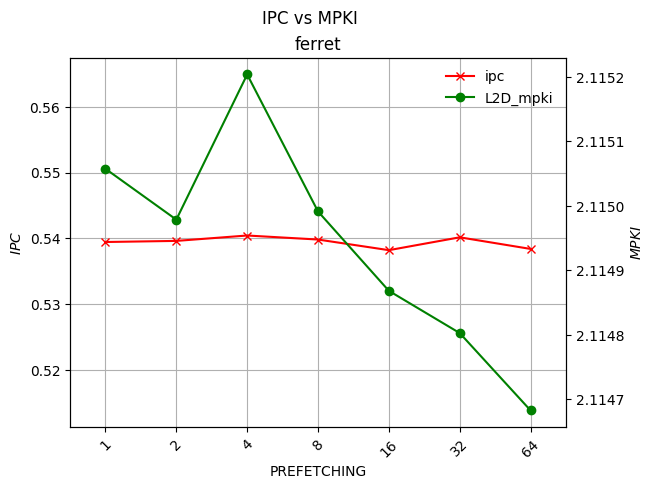 IPC vs MPKI
ferret
ipc
L2D_mpki
0.56
0.55
0.54
0.53
0.52
IPC
2.1152
2.1151
2.1150
2.1149
2.1148
2.1147
MPKI
1
2
4
8
16
32
64
PREFETCHING